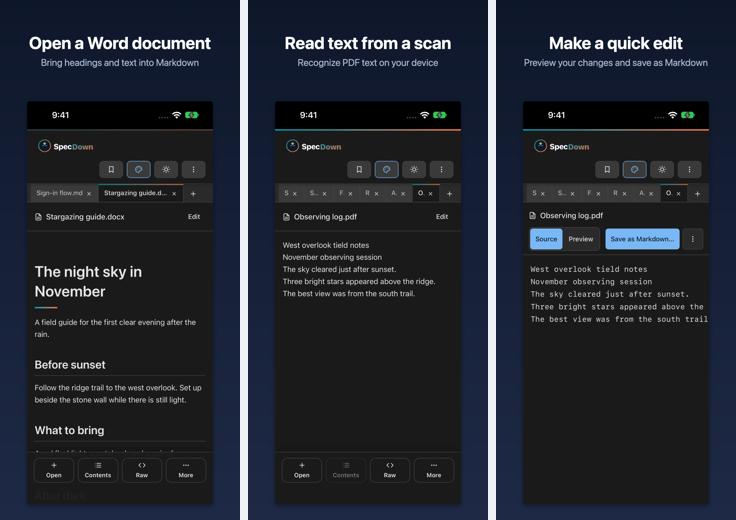 Open a Word document
Bring headings and text into Markdown
9:41
SpecDown
Sign-in flow.md ×
Stargazing guide.d... ×
+
Stargazing guide.docx
Edit
The night sky in
November
A field guide for the first clear evening after the
rain.
Before sunset
Follow the ridge trail to the west overlook. Set up
beside the stone wall while there is still light.
What to bring
Open
Contents
Raw
More
After dark
Read text from a scan
Recognize PDF text on your device
9:41
SpecDown
S ×
S... ×
F. ×
R ×
A. ×
O. ×
+
Observing log.pdf
Edit
West overlook tield notes
November observing session
The sky cleared just after sunset.
Three bright stars appeared above the ridge.
The best view was from the south trail.
Open
Contents
Raw
More
Make a quick edit
Preview your changes and save as Markdown
9:41
SpecDown
S ×
S... ×
F. ×
R ×
A. ×
O. ×
+
Observing log.pdf
Source
Preview
Save as Markdown...
West overlook tield notes
November observing session
The sky cleared just after sunset.
Three bright stars appeared above the
The best view was from the south trail